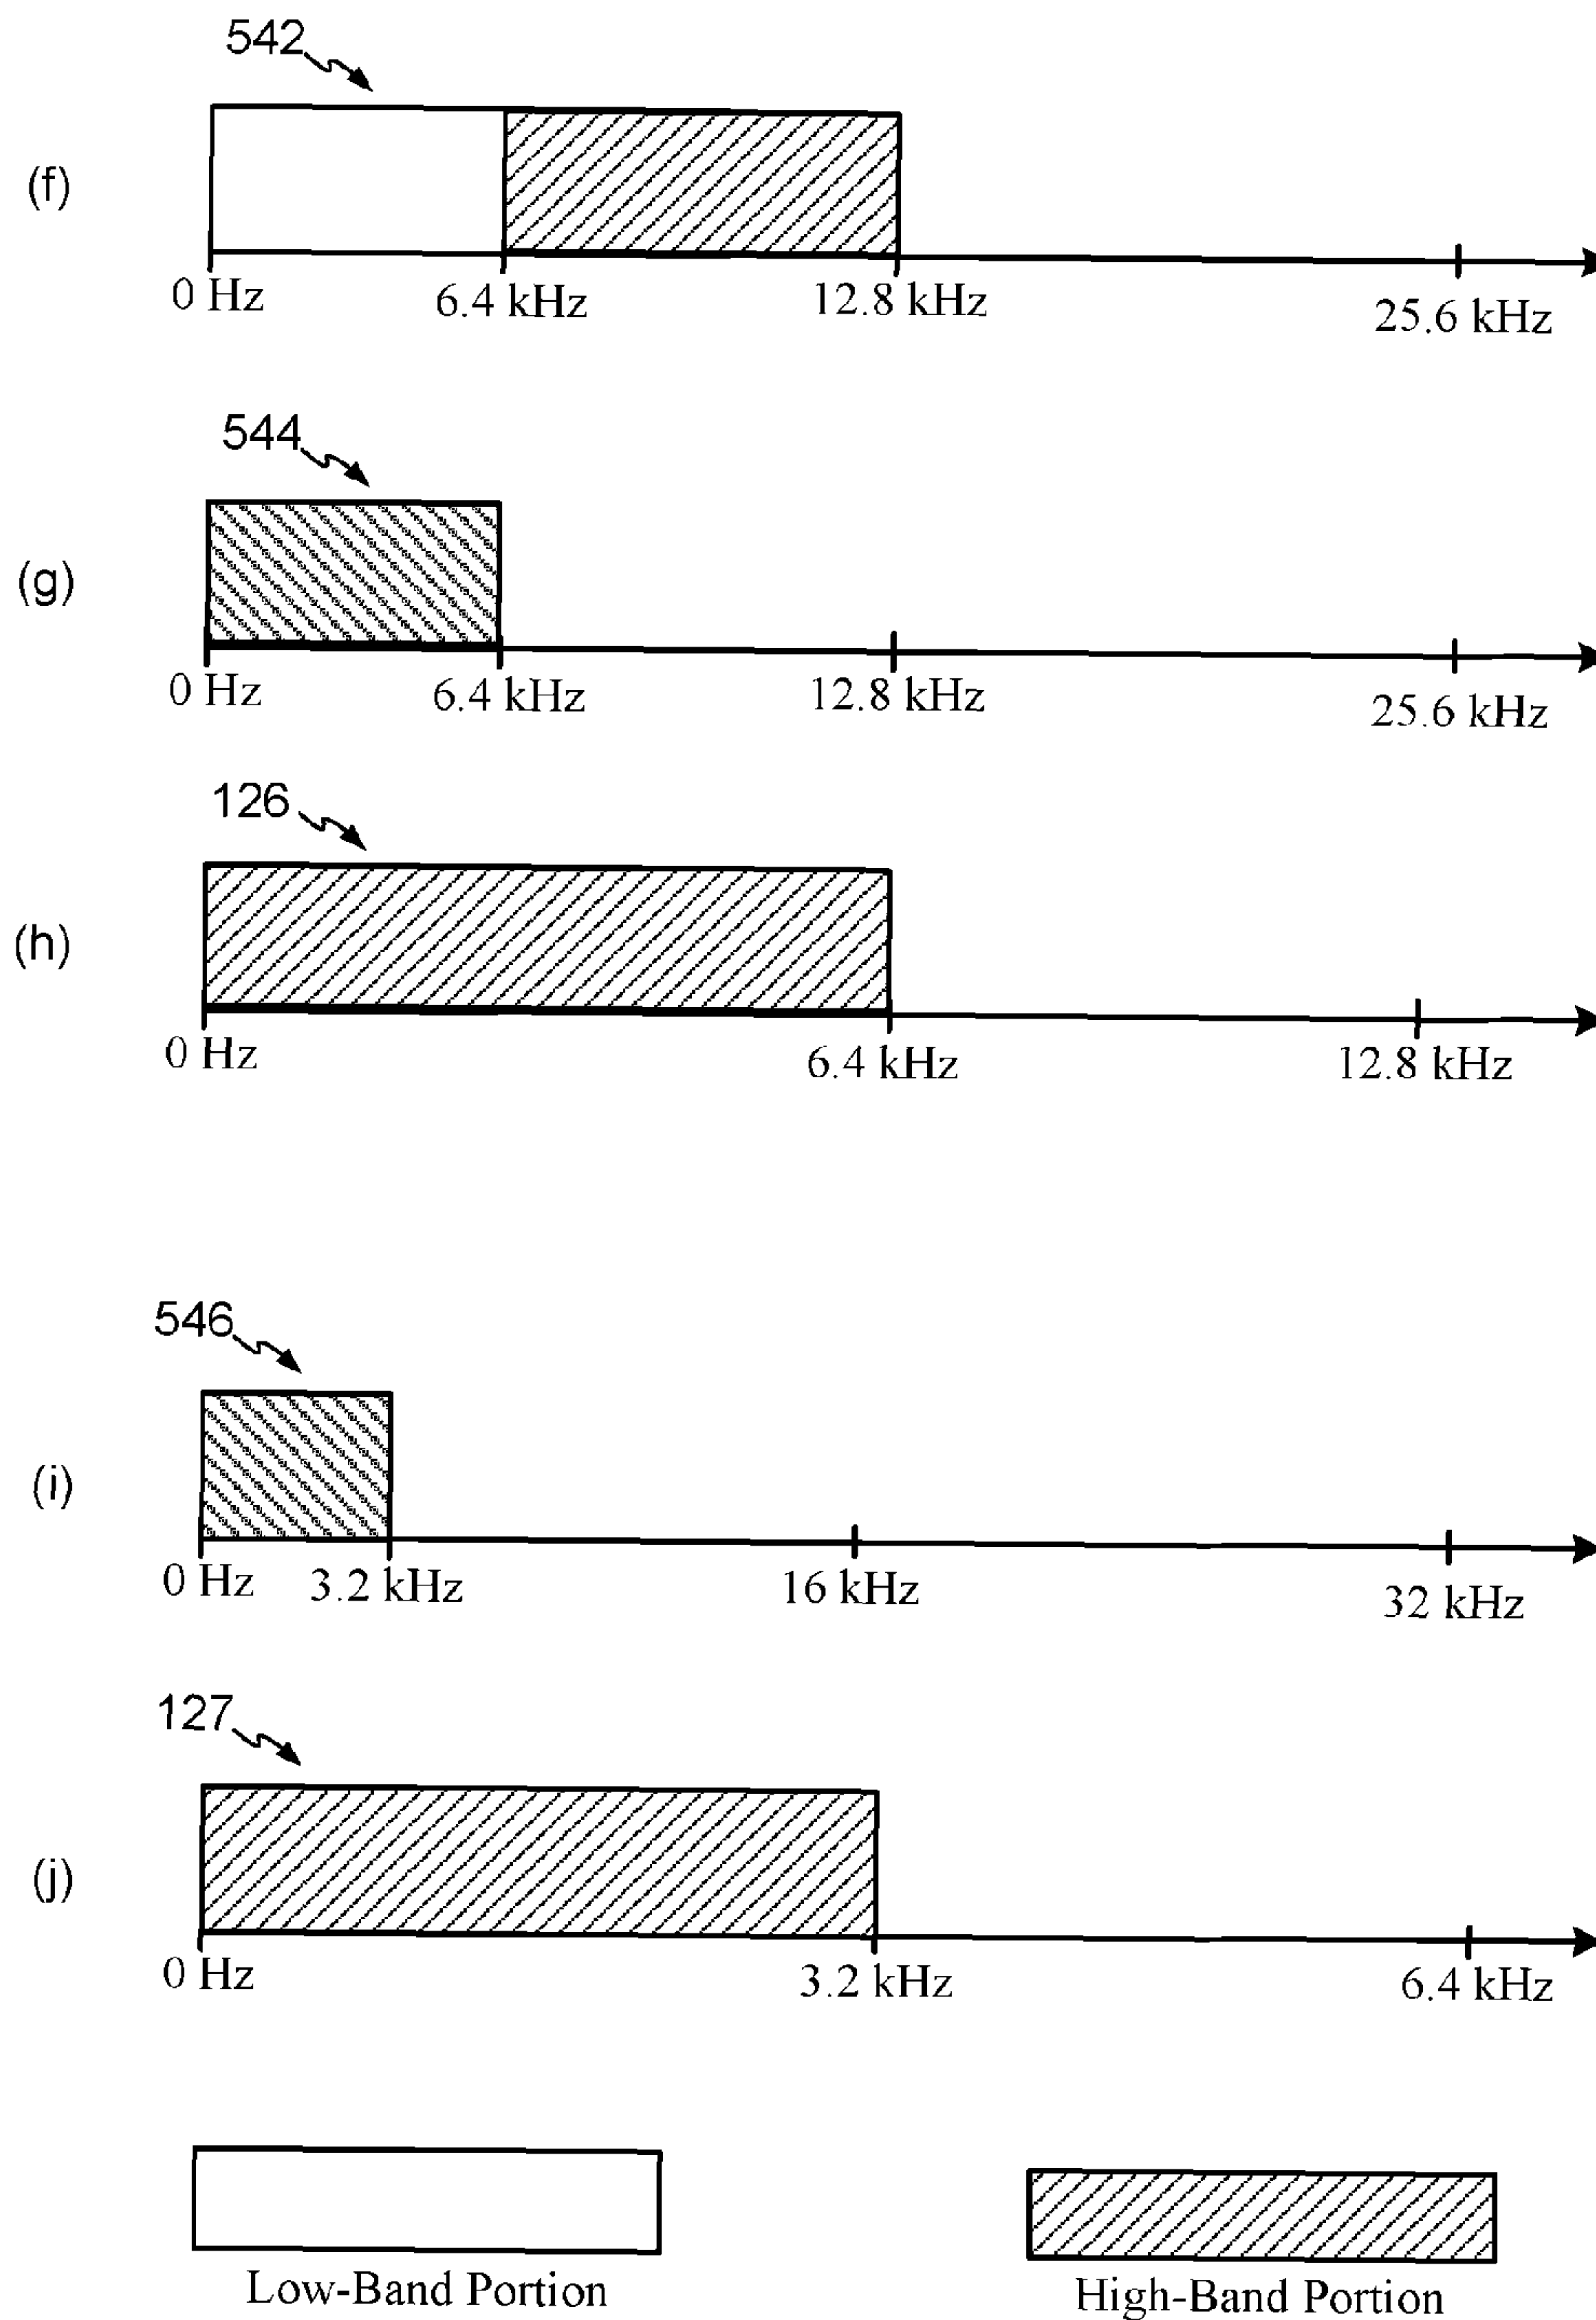 542
(f)
0 Hz 6.4 kHz 12.8 kHz 25.6 kHz
544
(g)
0 Hz 6.4 kHz 12.8 kHz 25.6 kHz
126
(h)
0 Hz 6.4 kHz 12.8 kHz
546
(i)
0 Hz 3.2 kHz 16 kHz 32 kHz
127
(j)
0 Hz 3.2 kHz 6.4 kHz
Low-Band Portion High-Band Portion